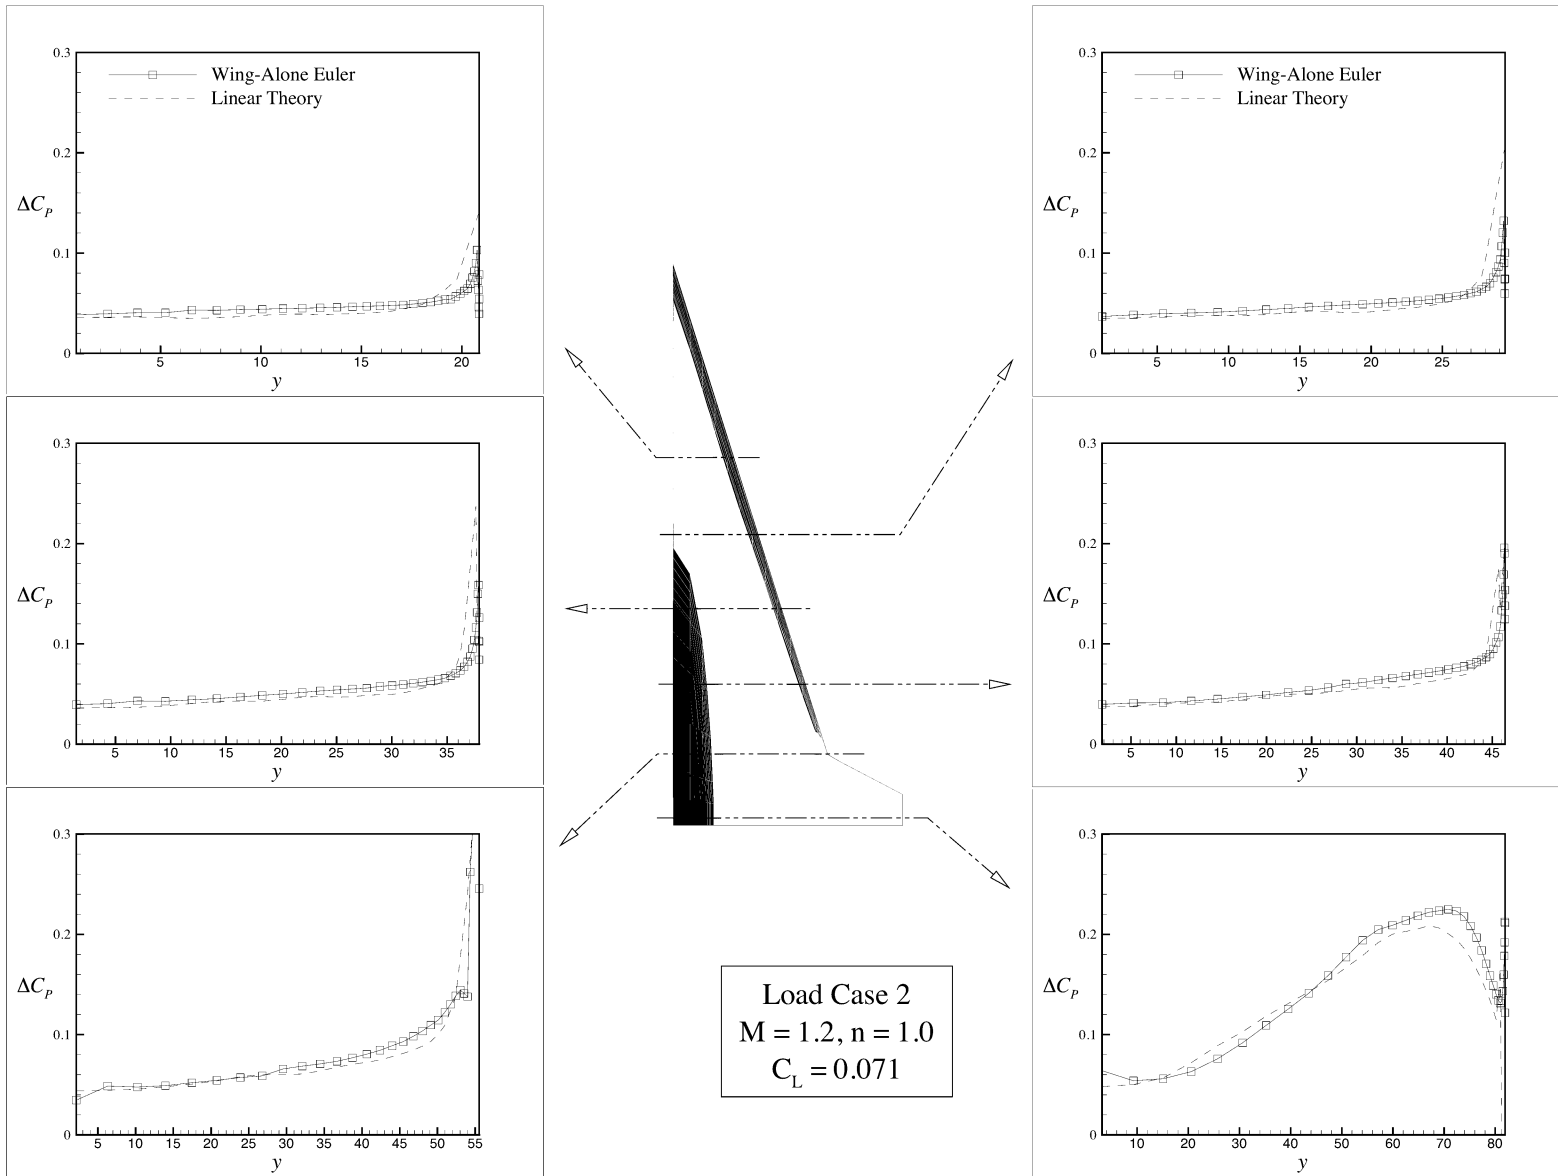 0.3
Wing-Alone Euler
Linear Theory
0.2
ΔC_P
0.1
0
5 10 15 20
y
0.3
Wing-Alone Euler
Linear Theory
0.2
ΔC_P
0.1
0
5 10 15 20 25
y
0.3
0.2
ΔC_P
0.1
0
5 10 15 20 25 30 35
y
0.3
0.2
ΔC_P
0.1
0
5 10 15 20 25 30 35 40 45
y
0.3
0.2
ΔC_P
0.1
0
5 10 15 20 25 30 35 40 45 50 55
y
0.3
0.2
ΔC_P
0.1
0
10 20 30 40 50 60 70 80
y
Load Case 2
M = 1.2, n = 1.0
C_L = 0.071